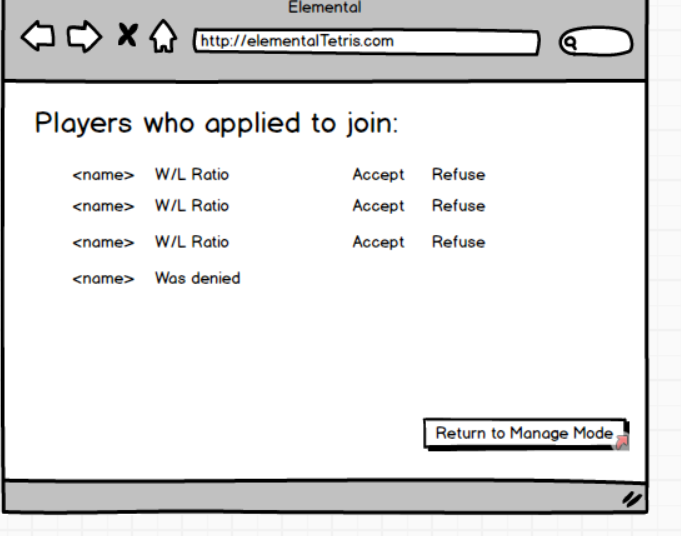 Elemental
http://elementalTetris.com
Players who applied to join:
<name> W/L Ratio Accept Refuse
<name> W/L Ratio Accept Refuse
<name> W/L Ratio Accept Refuse
<name> Was denied
Return to Manage Mode